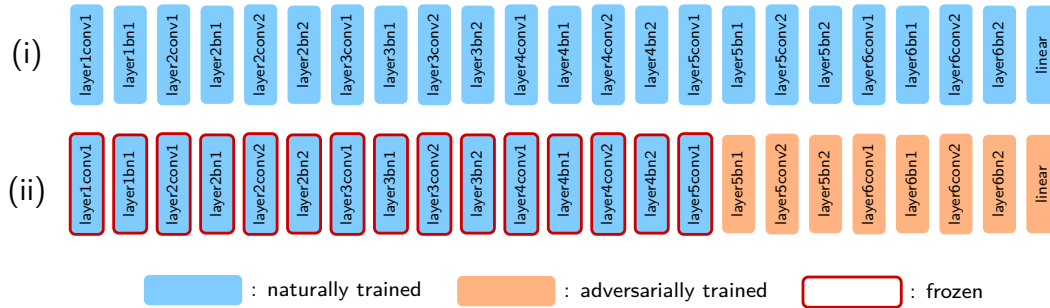 (i) layer1conv1 layer1bn1 layer2conv1 layer2bn1 layer2conv2 layer2bn2 layer3conv1 layer3bn1 layer3conv2 layer3bn2 layer4conv1 layer4bn1 layer4conv2 layer4bn2 layer5conv1 layer5bn1 layer5conv2 layer5bn2 layer6conv1 layer6bn1 layer6conv2 layer6bn2 linear
(ii) layer1conv1 layer1bn1 layer2conv1 layer2bn1 layer2conv2 layer2bn2 layer3conv1 layer3bn1 layer3conv2 layer3bn2 layer4conv1 layer4bn1 layer4conv2 layer4bn2 layer5conv1 layer5bn1 layer5conv2 layer5bn2 layer6conv1 layer6bn1 layer6conv2 layer6bn2 linear
: naturally trained : adversarially trained : frozen